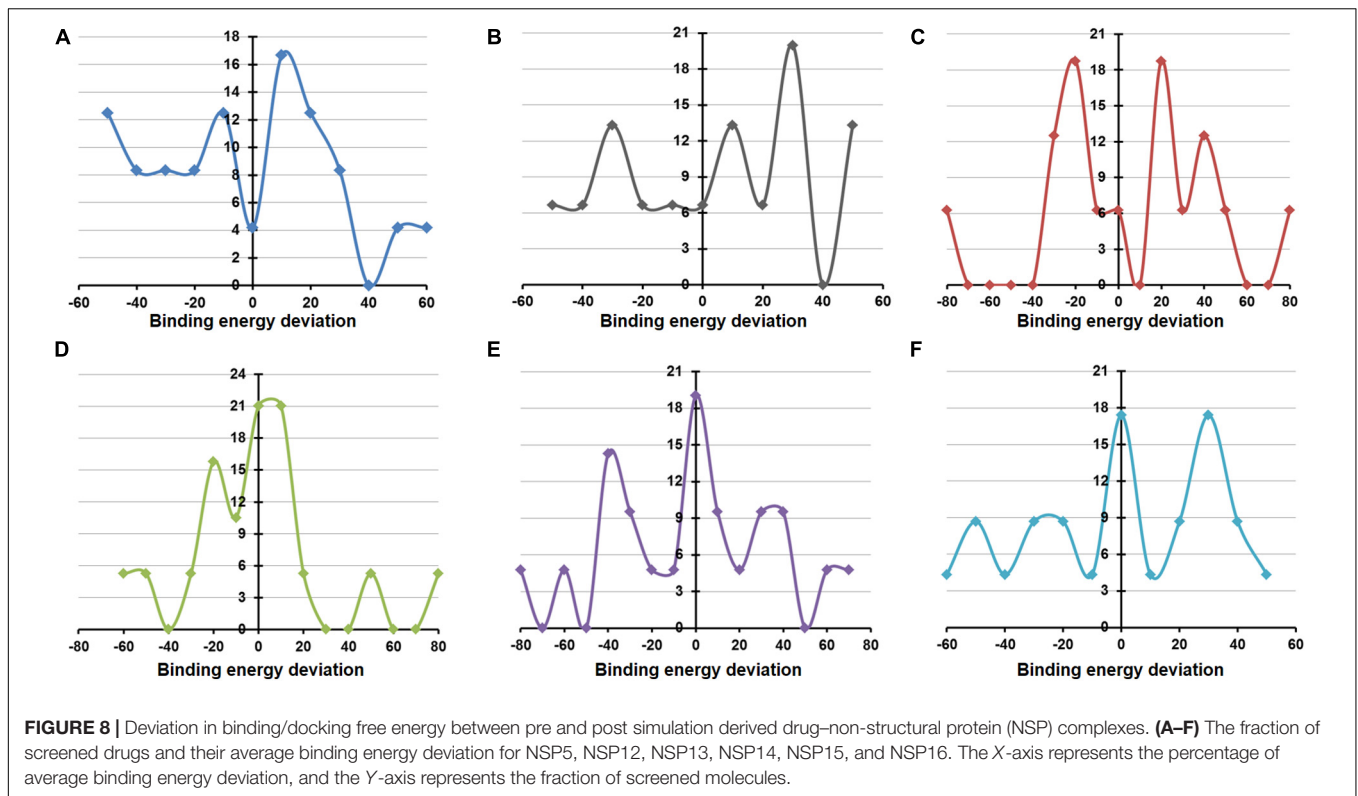 A
18
16
14
12
10
8
6
4
2
0
-60 -40 -20 0 20 40 60
Binding energy deviation
B
21
18
15
12
9
6
3
0
-60 -40 -20 0 20 40 60
Binding energy deviation
C
21
18
15
12
9
6
3
0
-80 -60 -40 -20 0 20 40 60 80
Binding energy deviation
D
24
21
18
15
12
9
6
3
0
-80 -60 -40 -20 0 20 40 60 80
Binding energy deviation
E
21
18
15
12
9
6
3
0
-80 -60 -40 -20 0 20 40 60 80
Binding energy deviation
F
21
18
15
12
9
6
3
0
-60 -40 -20 0 20 40 60
Binding energy deviation
FIGURE 8 | Deviation in binding/docking free energy between pre and post simulation derived drug–non-structural protein (NSP) complexes. (A–F) The fraction of
screened drugs and their average binding energy deviation for NSP5, NSP12, NSP13, NSP14, NSP15, and NSP16. The X-axis represents the percentage of
average binding energy deviation, and the Y-axis represents the fraction of screened molecules.